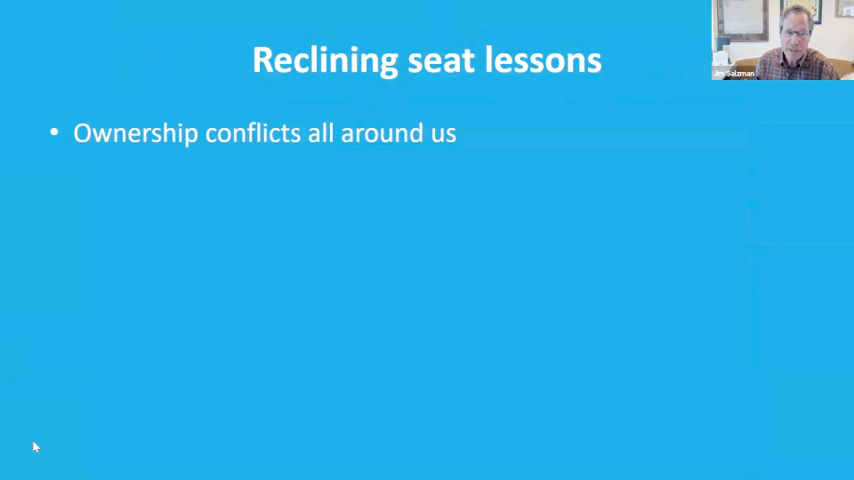 Reclining seat lessons
Jim Salzman
• Ownership conflicts all around us